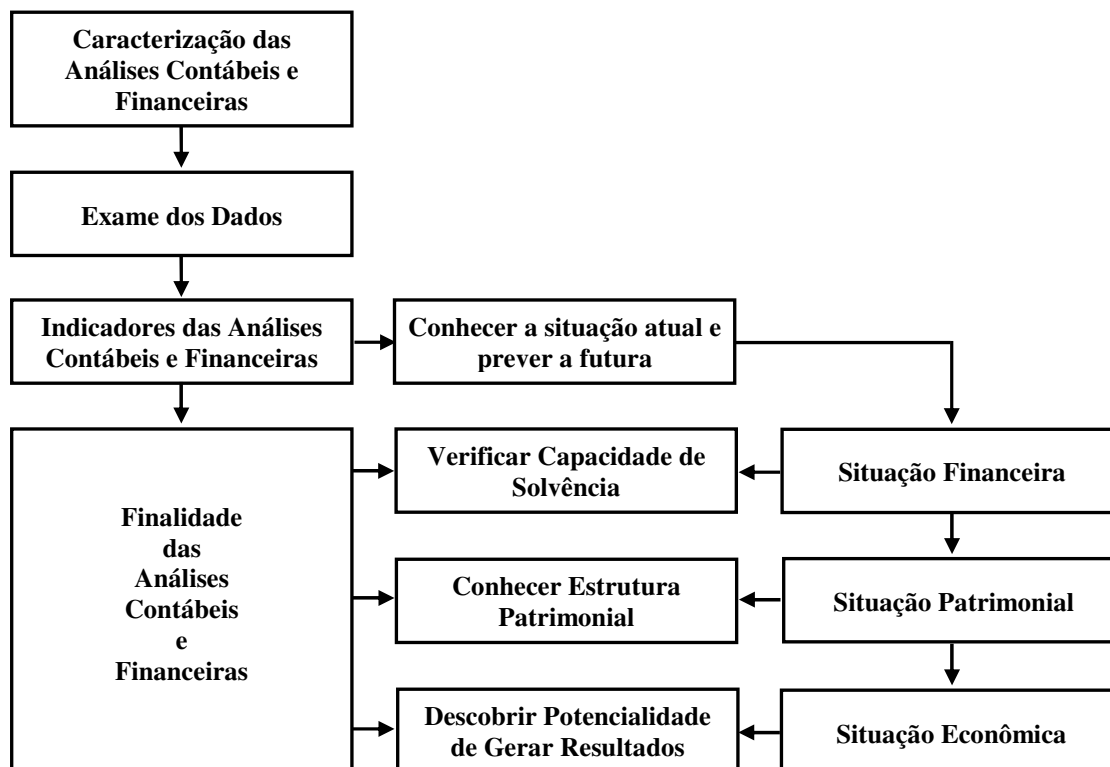 Caracterização das
Análises Contábeis e
Financeiras
Exame dos Dados
Indicadores das Análises
Contábeis e Financeiras
Conhecer a situação atual e
prever a futura
Finalidade
das
Análises
Contábeis
e
Financeiras
Verificar Capacidade de
Solvência
Situação Financeira
Conhecer Estrutura
Patrimonial
Situação Patrimonial
Descobrir Potencialidade
de Gerar Resultados
Situação Econômica